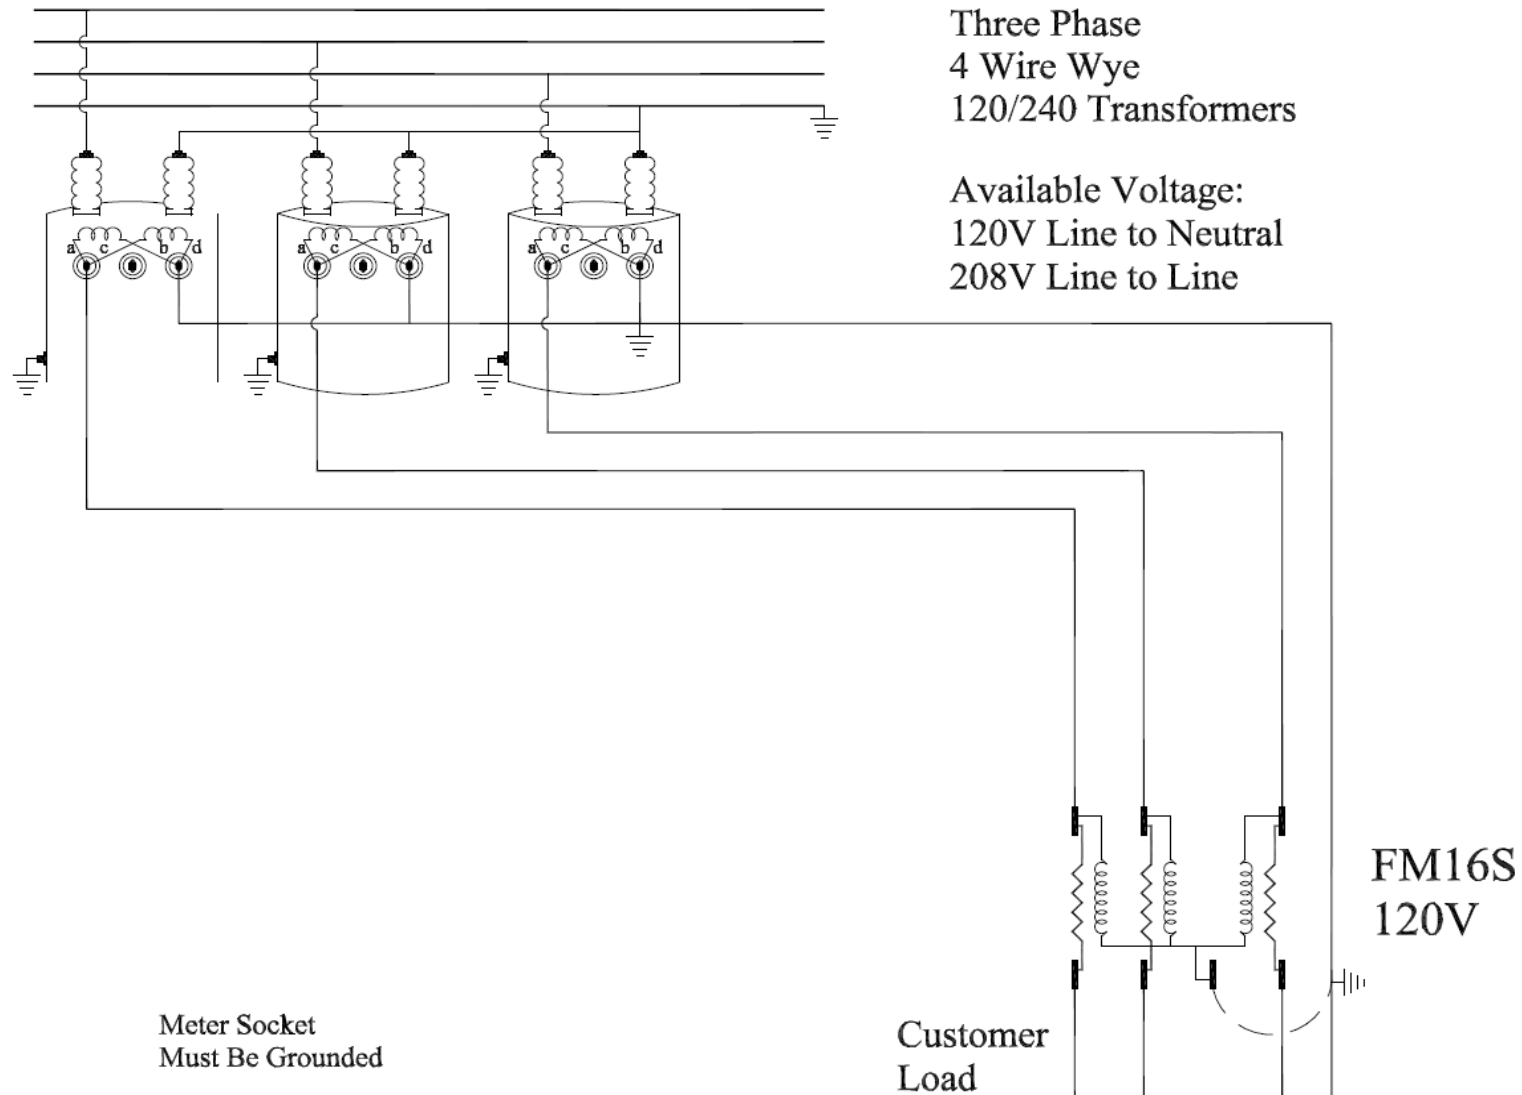 Three Phase
4 Wire Wye
120/240 Transformers
Available Voltage:
120V Line to Neutral
208V Line to Line
a c b d
a c b d
a c b d
FM16S
120V
Meter Socket
Must Be Grounded
Customer
Load